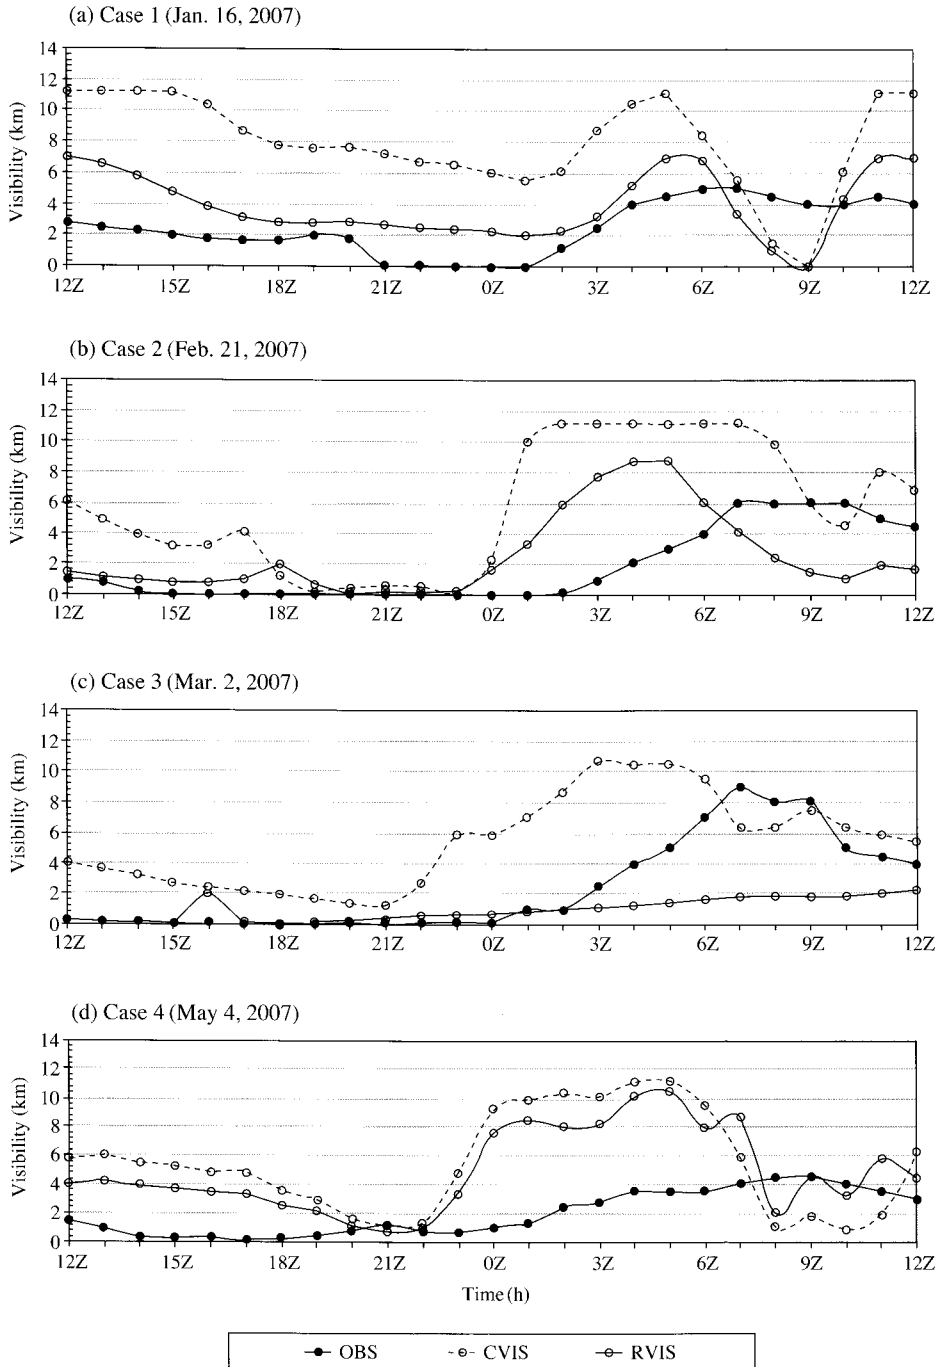 (a) Case 1 (Jan. 16, 2007)
Visibility (km)
14
12
10
8
6
4
2
0
12Z 15Z 18Z 21Z 0Z 3Z 6Z 9Z 12Z
(b) Case 2 (Feb. 21, 2007)
Visibility (km)
14
12
10
8
6
4
2
0
12Z 15Z 18Z 21Z 0Z 3Z 6Z 9Z 12Z
(c) Case 3 (Mar. 2, 2007)
Visibility (km)
14
12
10
8
6
4
2
0
12Z 15Z 18Z 21Z 0Z 3Z 6Z 9Z 12Z
(d) Case 4 (May 4, 2007)
Visibility (km)
14
12
10
8
6
4
2
0
12Z 15Z 18Z 21Z 0Z 3Z 6Z 9Z 12Z
Time (h)
OBS CVIS RVIS